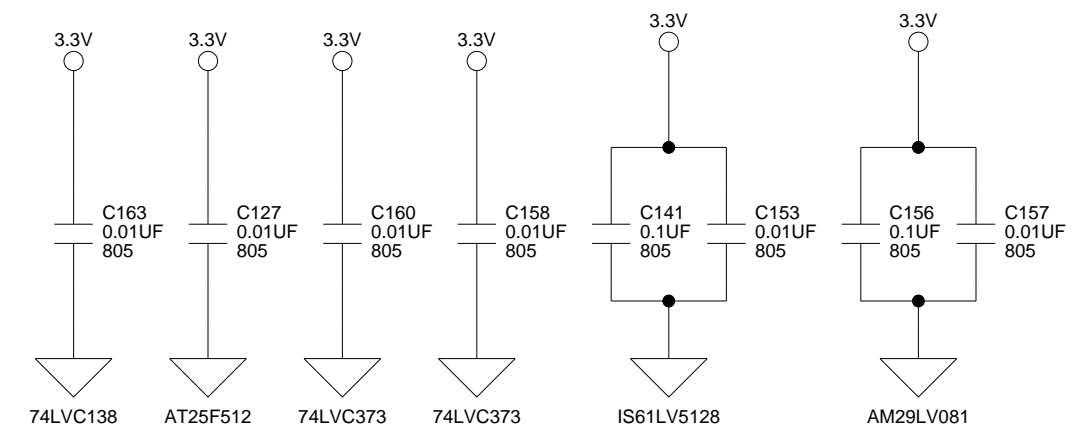 3.3V
3.3V
3.3V
3.3V
3.3V
3.3V
C163
0.01UF
805
C127
0.01UF
805
C160
0.01UF
805
C158
0.01UF
805
C141
0.1UF
805
C153
0.01UF
805
C156
0.1UF
805
C157
0.01UF
805
74LVC138
AT25F512
74LVC373
74LVC373
IS61LV5128
AM29LV081